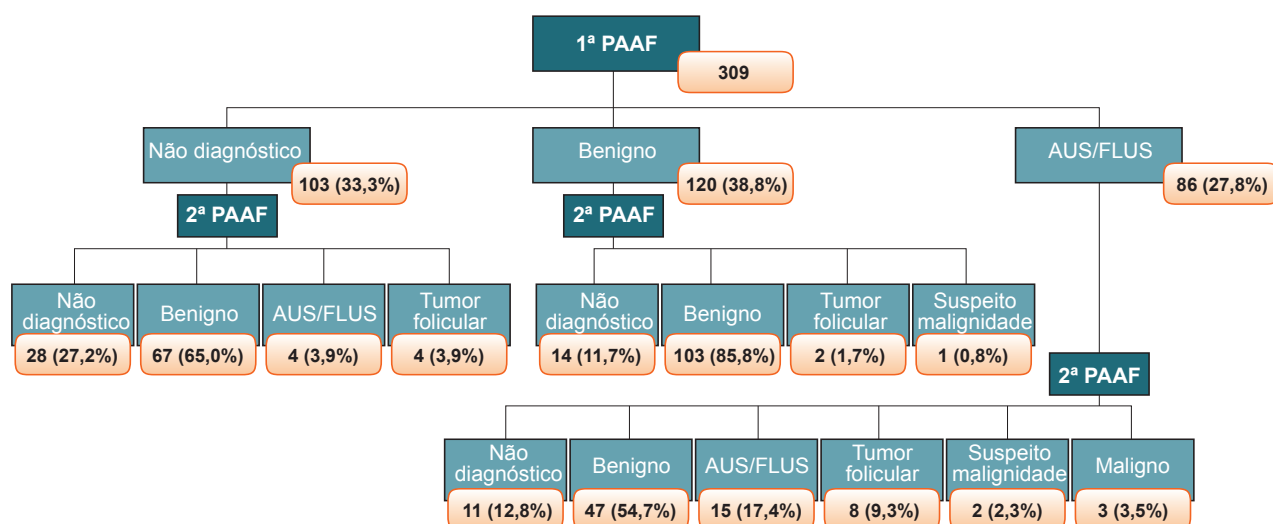 1ª PAAF
309
Não diagnóstico
103 (33,3%)
Benigno
120 (38,8%)
AUS/FLUS
86 (27,8%)
2ª PAAF
2ª PAAF
Não
diagnóstico
28 (27,2%)
Benigno
67 (65,0%)
AUS/FLUS
4 (3,9%)
Tumor
folicular
4 (3,9%)
Não
diagnóstico
14 (11,7%)
Benigno
103 (85,8%)
Tumor
folicular
2 (1,7%)
Suspeito
malignidade
1 (0,8%)
2ª PAAF
Não
diagnóstico
11 (12,8%)
Benigno
47 (54,7%)
AUS/FLUS
15 (17,4%)
Tumor
folicular
8 (9,3%)
Suspeito
malignidade
2 (2,3%)
Maligno
3 (3,5%)